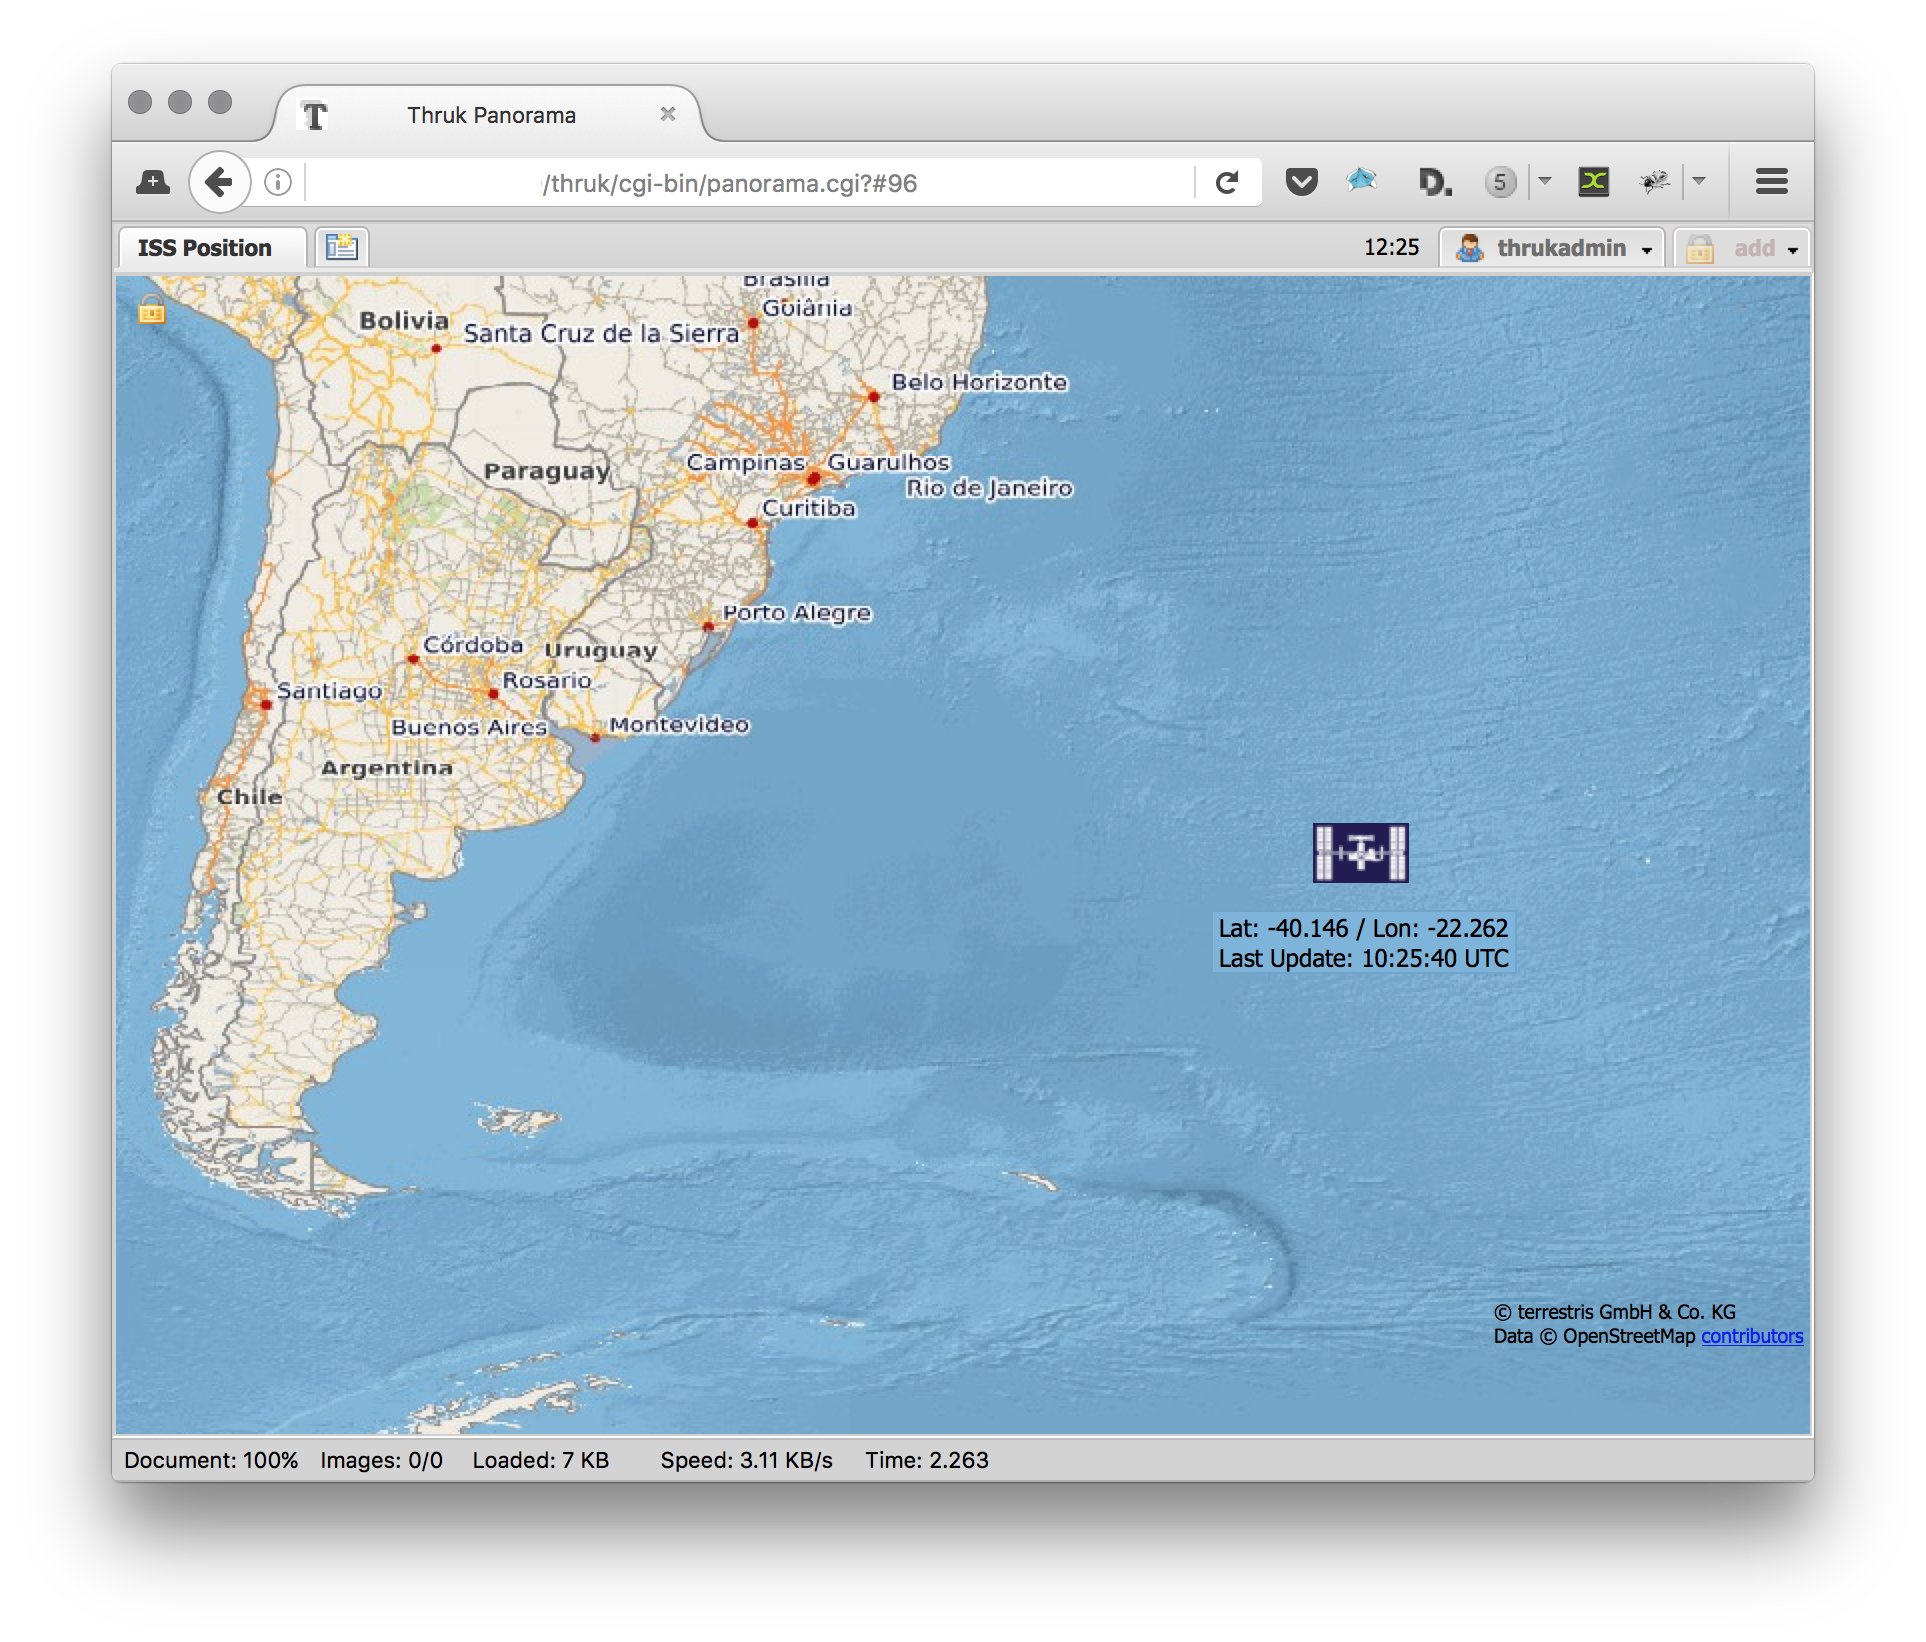 Thruk Panorama
/thruk/cgi-bin/panorama.cgi?#96
D.
5
ISS Position
12:25
thrukadmin
add
Brasília
Goiânia
Bolivia
Santa Cruz de la Sierra
Belo Horizonte
Paraguay
Campinas
Guarulhos
Rio de Janeiro
Curitiba
Porto Alegre
Córdoba
Uruguay
Santiago
Rosario
Buenos Aires
Montevideo
Argentina
Chile
Lat: -40.146 / Lon: -22.262
Last Update: 10:25:40 UTC
© terrestris GmbH & Co. KG
Data © OpenStreetMap contributors
Document: 100% Images: 0/0 Loaded: 7 KB Speed: 3.11 KB/s Time: 2.263